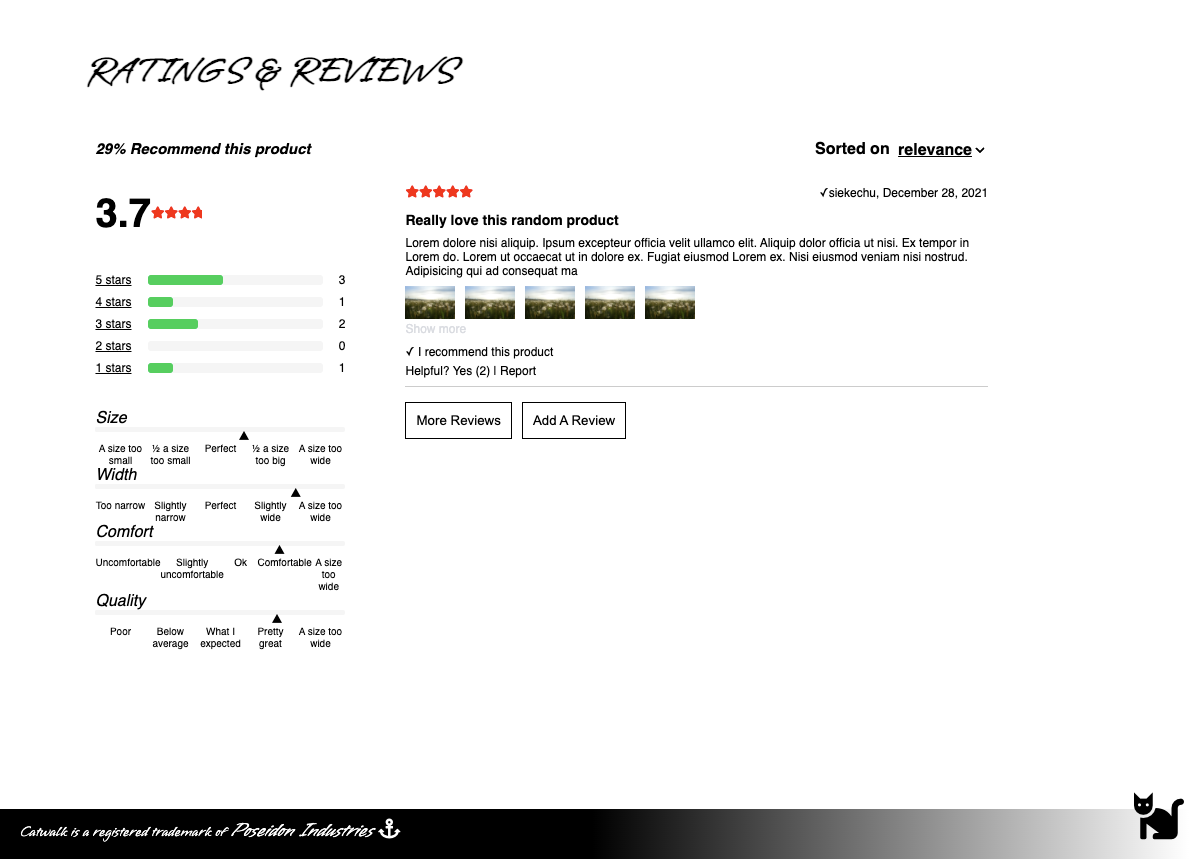 RATINGS & REVIEWS
29% Recommend this product
Sorted on relevance
3.7
5 stars 3
4 stars 1
3 stars 2
2 stars 0
1 stars 1
Size
A size too small ½ a size too small Perfect ½ a size too big A size too wide
Width
Too narrow Slightly narrow Perfect Slightly wide A size too wide
Comfort
Uncomfortable Slightly uncomfortable Ok Comfortable A size too wide
Quality
Poor Below average What I expected Pretty great A size too wide
✓siekechu, December 28, 2021
Really love this random product
Lorem dolore nisi aliquip. Ipsum excepteur officia velit ullamco elit. Aliquip dolor officia ut nisi. Ex tempor in
Lorem do. Lorem ut occaecat ut in dolore ex. Fugiat eiusmod Lorem ex. Nisi eiusmod veniam nisi nostrud.
Adipisicing qui ad consequat ma
Show more
✓ I recommend this product
Helpful? Yes (2) | Report
More Reviews Add A Review
Catwalk is a registered trademark of Poseidon Industries